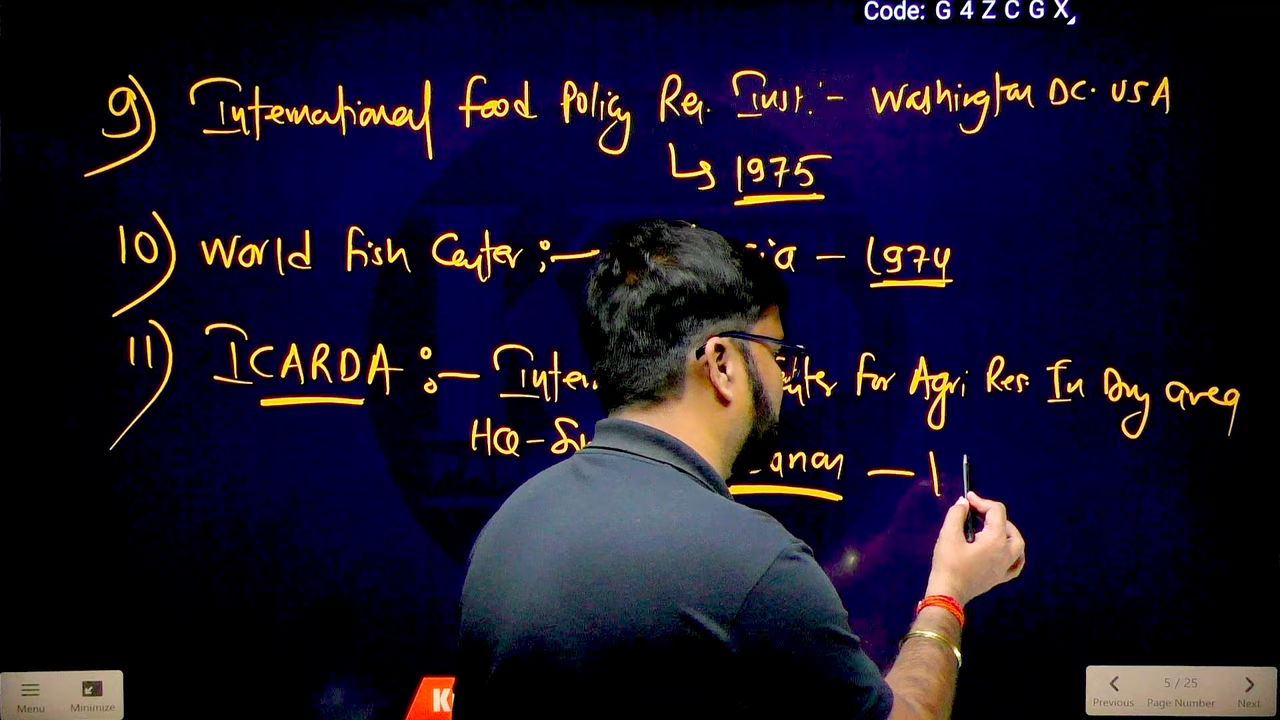 Code: G 4 Z C G X
9) International food Policy Res. Inst. :- Washington DC. USA
↳ 1975
10) World fish Center :- — 1974
11) ICARDA :- for Agri Res. In Dry area
HQ - — 1
K
Menu Minimize
5 / 25
Previous Page Number Next